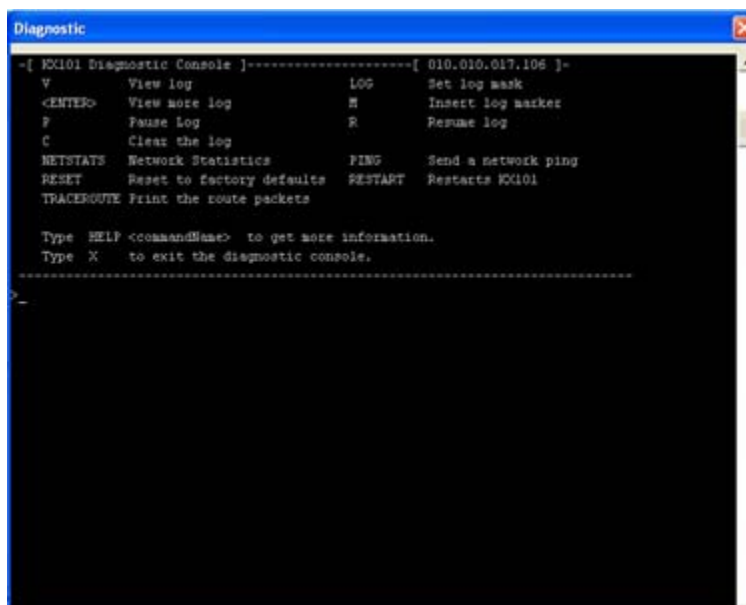 Diagnostic
-[ KX101 Diagnostic Console ]---------------------[ 010.010.017.106 ]-
V View log LOG Set log mask
<ENTER> View more log M Insert log marker
P Pause Log R Resume log
C Clear the log
NETSTATS Network Statistics PING Send a network ping
RESET Reset to factory defaults RESTART Restarts KX101
TRACEROUTE Print the route packets
Type HELP <commandName> to get more information.
Type X to exit the diagnostic console.
--------------------------------------------------------------------------------
>_